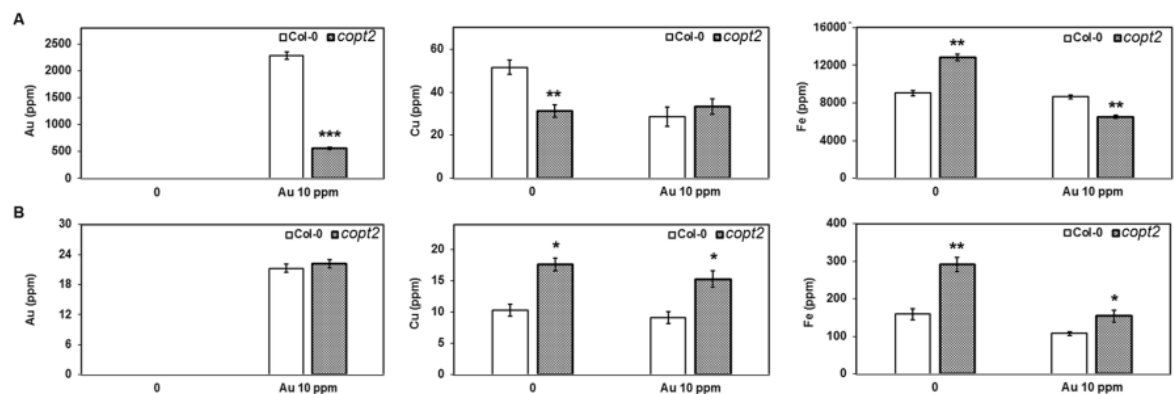 A
Au (ppm)
2500
2000
1500
1000
500
0
Col-0 copt2
***
0 Au 10 ppm
Cu (ppm)
60
40
20
0
Col-0 copt2
**
0 Au 10 ppm
Fe (ppm)
16000
12000
8000
4000
0
Col-0 copt2
**
**
0 Au 10 ppm
B
Au (ppm)
30
24
18
12
6
0
Col-0 copt2
0 Au 10 ppm
Cu (ppm)
20
15
10
5
0
Col-0 copt2
*
*
0 Au 10 ppm
Fe (ppm)
400
300
200
100
0
Col-0 copt2
**
*
0 Au 10 ppm